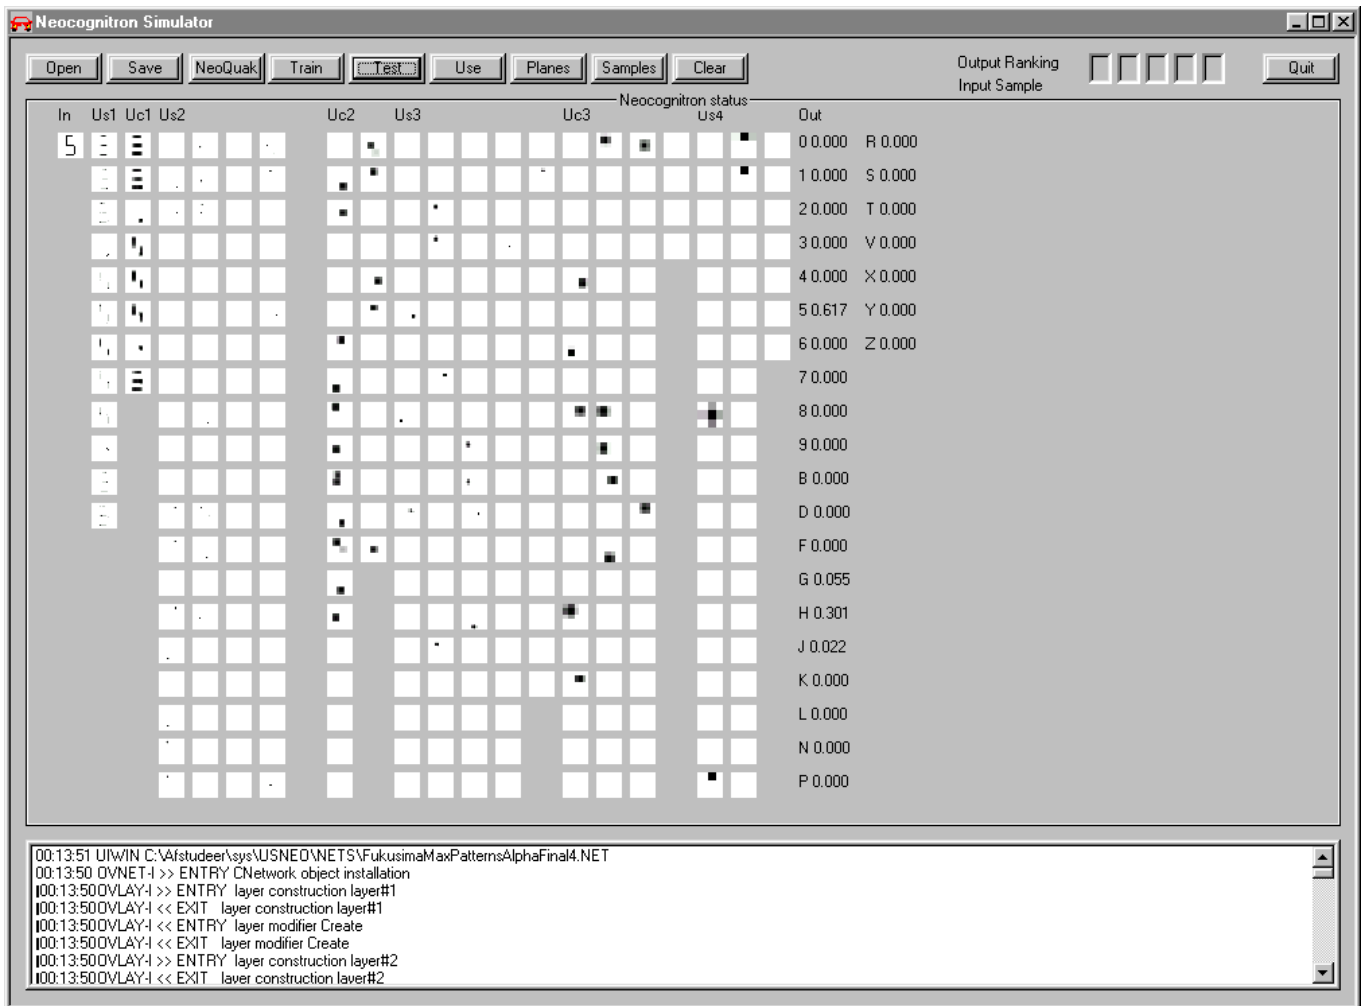 Neocognitron Simulator
Open Save NeoQuak Train Test Use Planes Samples Clear Output Ranking Quit
Input Sample
Neocognitron status
In Us1 Uc1 Us2 Uc2 Us3 Uc3 Us4 Out
5 0 0.000 R 0.000
1 0.000 S 0.000
2 0.000 T 0.000
3 0.000 V 0.000
4 0.000 X 0.000
5 0.617 Y 0.000
6 0.000 Z 0.000
7 0.000
8 0.000
9 0.000
B 0.000
D 0.000
F 0.000
G 0.055
H 0.301
J 0.022
K 0.000
L 0.000
N 0.000
P 0.000
00:13:51 UIWIN C:\Afstudeer\sys\USNEO\NETS\FukusimaMaxPatternsAlphaFinal4.NET
00:13:50 OVNET-I >> ENTRY CNetwork object installation
00:13:50OVLAY-I >> ENTRY layer construction layer#1
00:13:50OVLAY-I << EXIT layer construction layer#1
00:13:50OVLAY-I << ENTRY layer modifier Create
00:13:50OVLAY-I << EXIT layer modifier Create
00:13:50OVLAY-I >> ENTRY layer construction layer#2
00:13:50OVLAY-I << EXIT layer construction layer#2